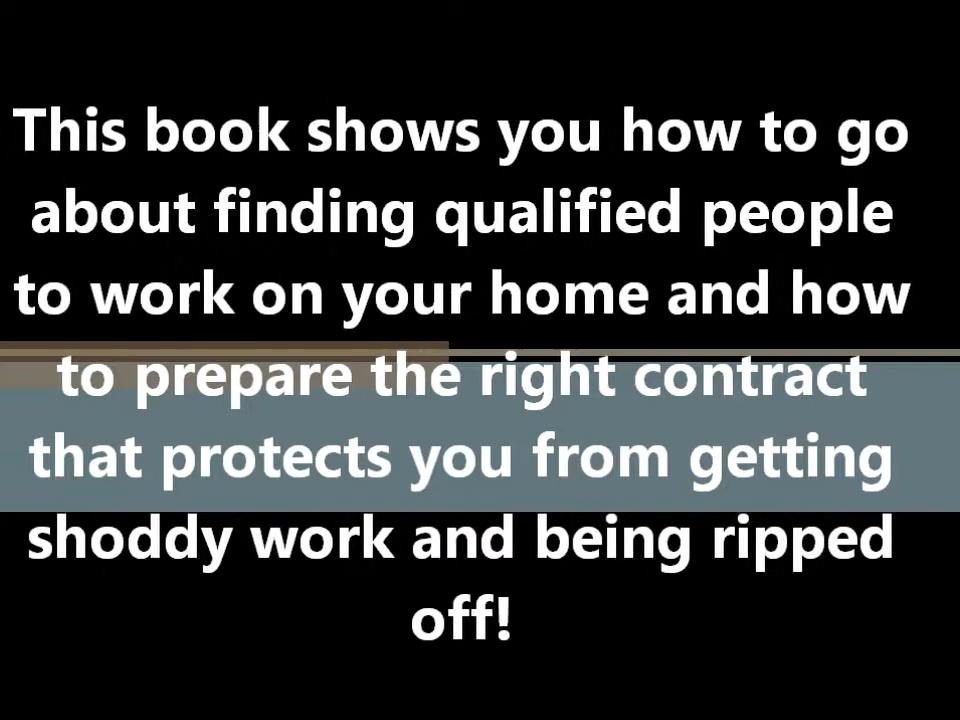 This book shows you how to go
about finding qualified people
to work on your home and how
to prepare the right contract
that protects you from getting
shoddy work and being ripped
off!